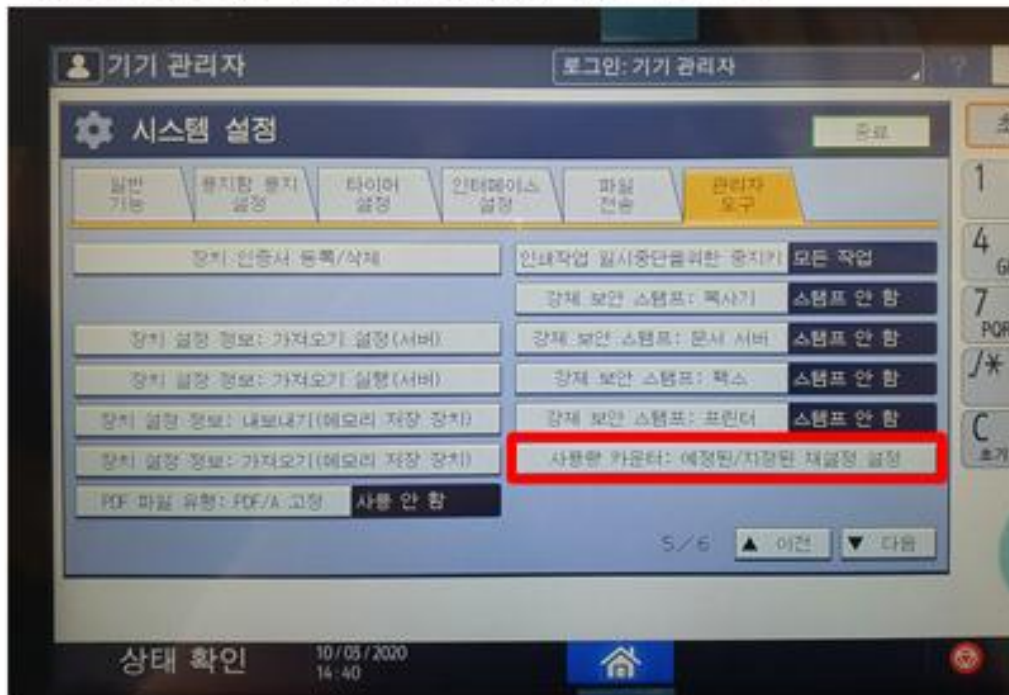 기기 관리자
로그인: 기기 관리자
?
시스템 설정
종료
초
일반
기능
용지함 용지
설정
타이머
설정
인터페이스
설정
파일
전송
관리자
도구
장치 인증서 등록/삭제
장치 설정 정보: 가져오기 설정(서버)
장치 설정 정보: 가져오기 실행(서버)
장치 설정 정보: 내보내기(메모리 저장 장치)
장치 설정 정보: 가져오기(메모리 저장 장치)
PDF 파일 유형: PDF/A 고정 사용 안 함
인쇄작업 일시중단을위한 중지키 모든 작업
강제 보안 스탬프: 복사기 스탬프 안 함
강제 보안 스탬프: 문서 서버 스탬프 안 함
강제 보안 스탬프: 팩스 스탬프 안 함
강제 보안 스탬프: 프린터 스탬프 안 함
사용량 카운터: 예정된/지정된 재설정 설정
5/6 ▲ 이전 ▼ 다음
1
4
7
PQR
./*
C
상태 확인
10/03/2020
14:40